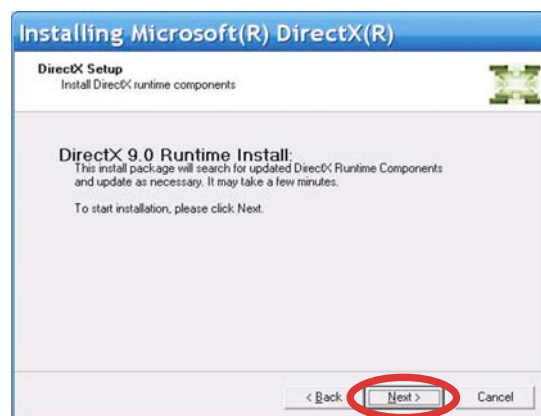 Installing Microsoft(R) DirectX(R)
DirectX Setup
Install DirectX runtime components
DirectX 9.0 Runtime Install:
This install package will search for updated DirectX Runtime Components
and update as necessary. It may take a few minutes.
To start installation, please click Next.
< Back Next > Cancel